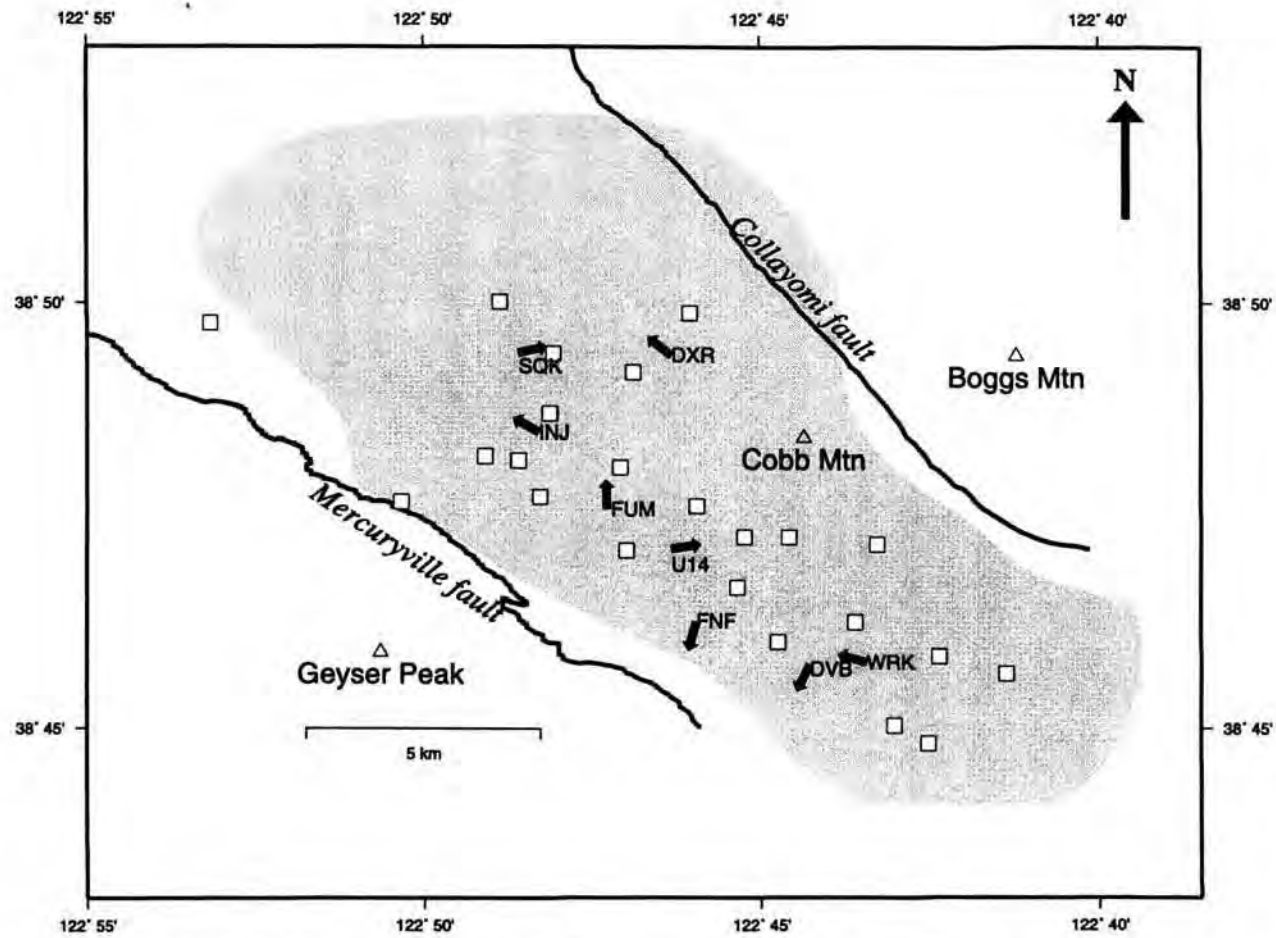 122° 55'
122° 50'
122° 45'
122° 40'
N
Collayomi fault
38° 50'
38° 50'
SQK
DXR
Boggs Mtn
INJ
Cobb Mtn
FUM
Mercuryville fault
U14
FNF
Geyser Peak
DVB
WRK
38° 45'
38° 45'
5 km
122° 55'
122° 50'
122° 45'
122° 40'